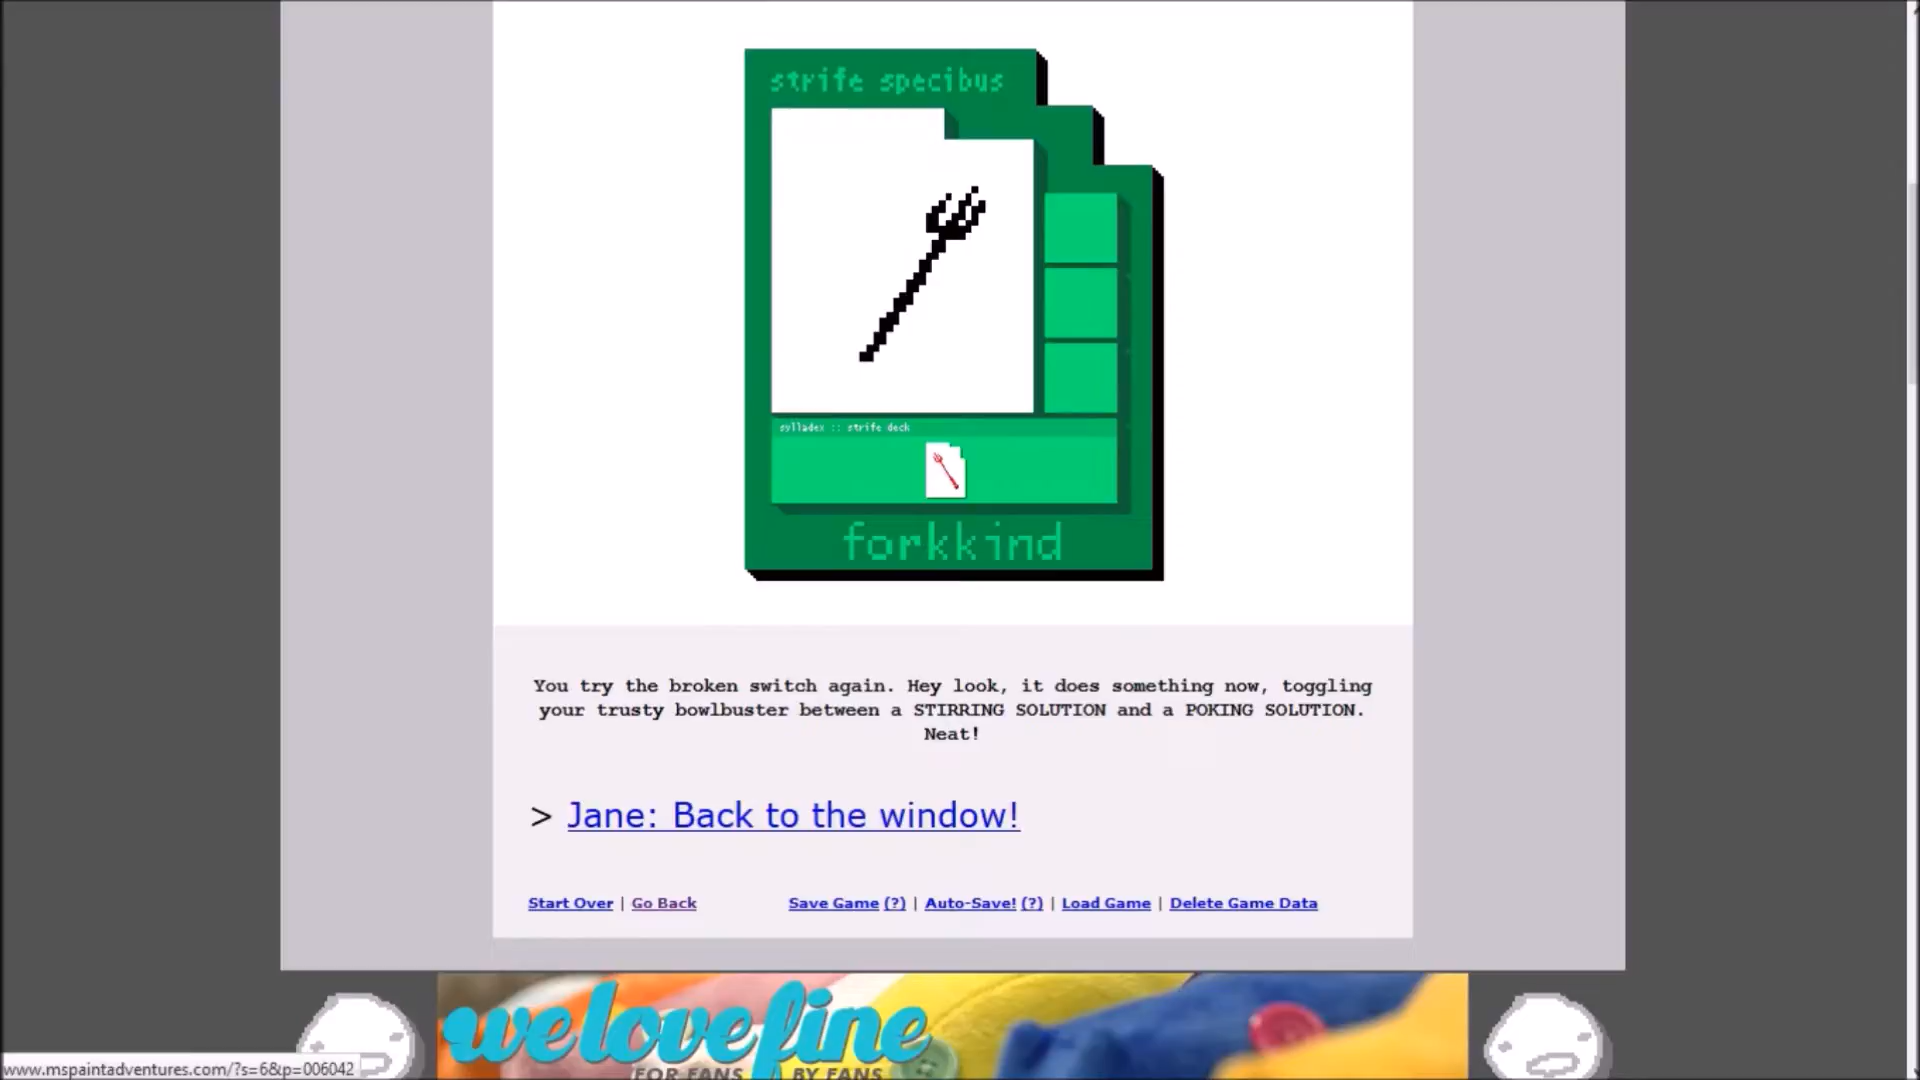 strife specibus
sylladex :: strife deck
forkkind
You try the broken switch again. Hey look, it does something now, toggling
your trusty bowlbuster between a STIRRING SOLUTION and a POKING SOLUTION.
Neat!
> Jane: Back to the window!
Start Over | Go Back Save Game (?) | Auto-Save! (?) | Load Game | Delete Game Data
welovefine
FOR FANS BY FANS
www.mspaintadventures.com/?s=6&p=006042